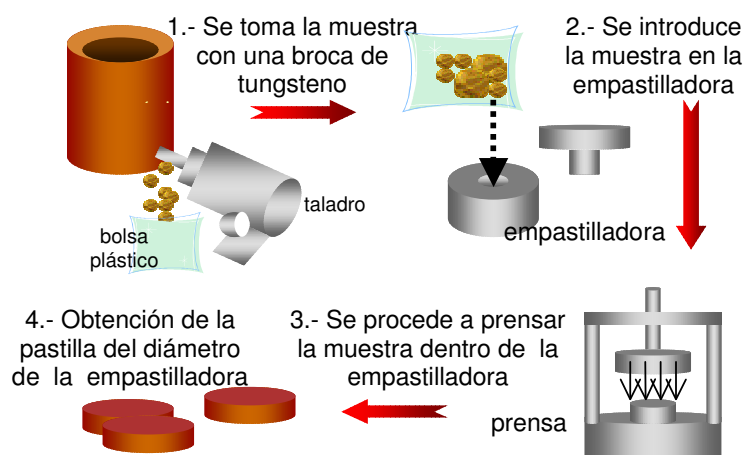 1.- Se toma la muestra
con una broca de
tungsteno
2.- Se introduce
la muestra en la
empastilladora
taladro
bolsa
plástico
empastilladora
3.- Se procede a prensar
la muestra dentro de la
empastilladora
prensa
4.- Obtención de la
pastilla del diámetro
de la empastilladora